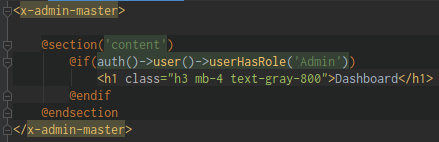 <x-admin-master>
@section('content')
@if(auth()->user()->userHasRole('Admin'))
<h1 class="h3 mb-4 text-gray-800">Dashboard</h1>
@endif
@endsection
</x-admin-master>